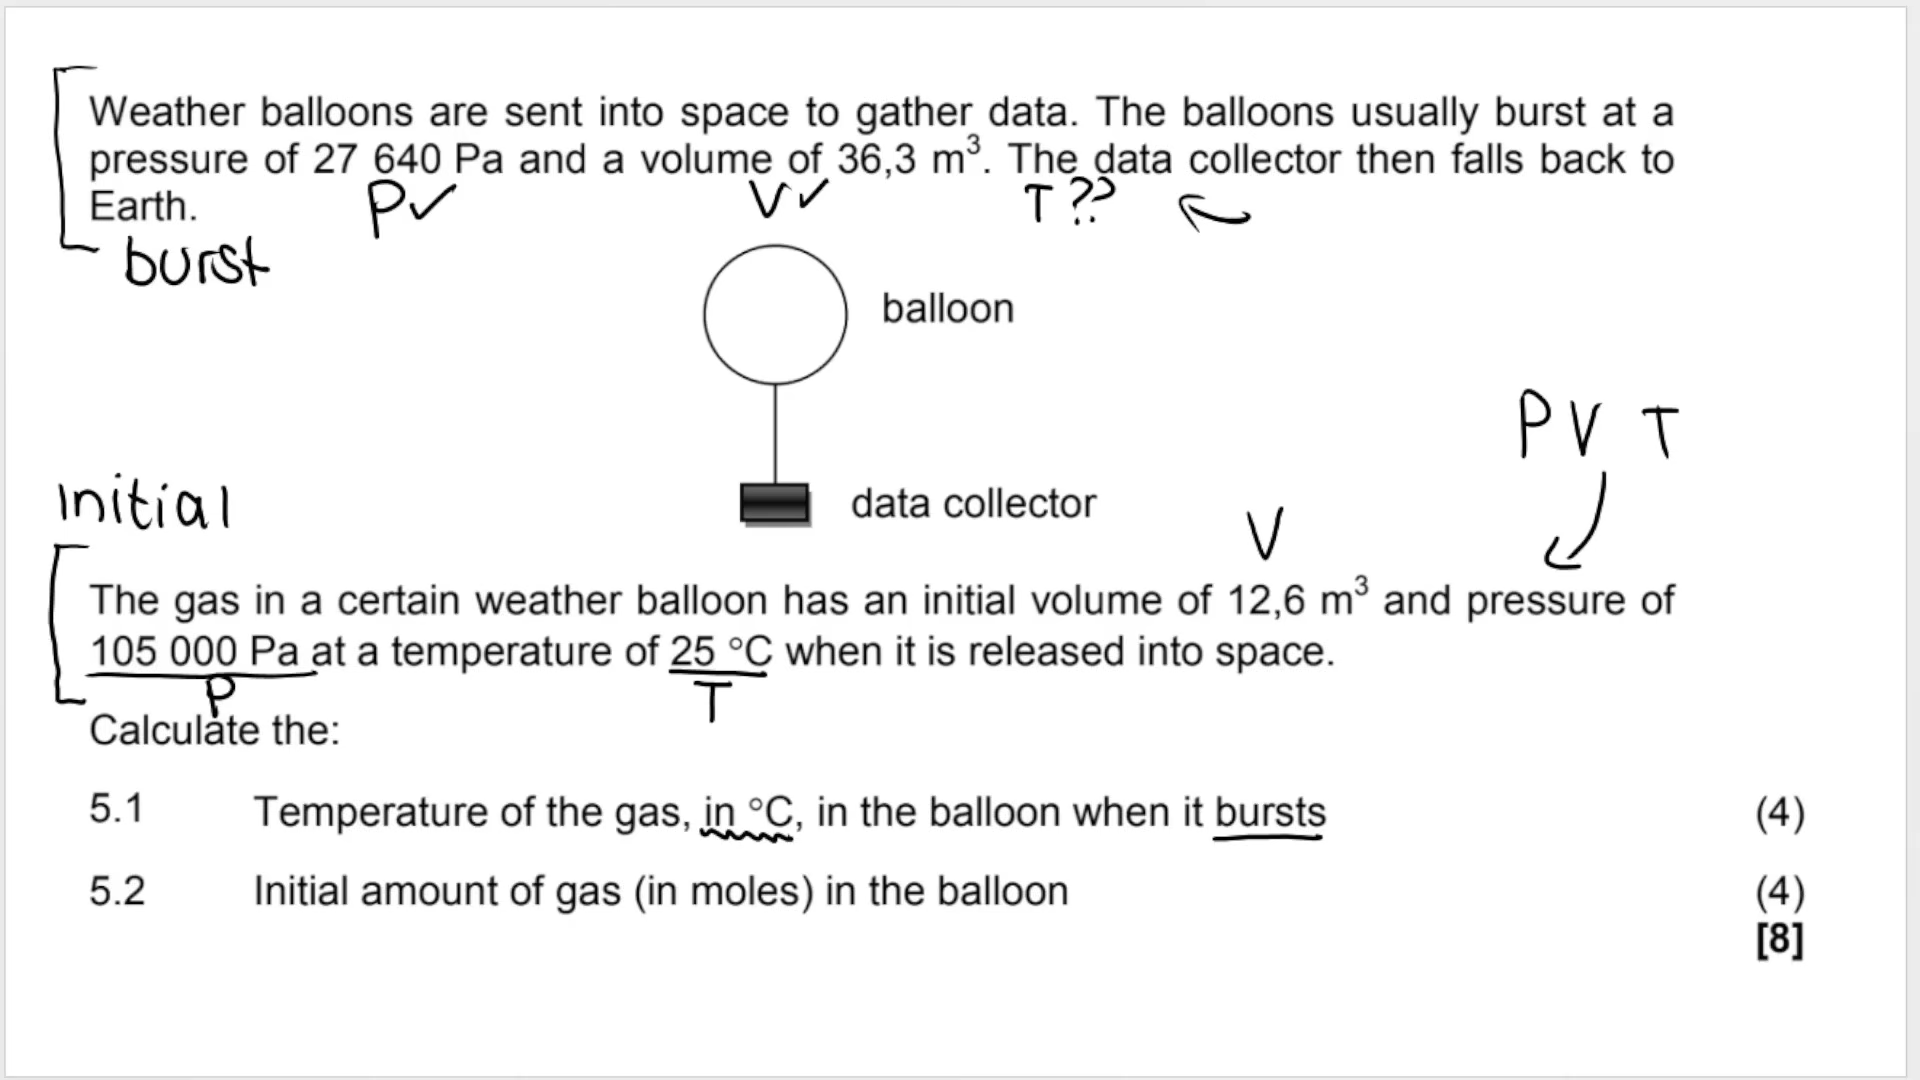 Weather balloons are sent into space to gather data. The balloons usually burst at a
pressure of 27 640 Pa and a volume of 36,3 m³. The data collector then falls back to
Earth.
P✓ V✓ T??
burst
balloon
P V T
Initial
data collector
V
The gas in a certain weather balloon has an initial volume of 12,6 m³ and pressure of
105 000 Pa at a temperature of 25 °C when it is released into space.
P T
Calculate the:
5.1 Temperature of the gas, in °C, in the balloon when it bursts (4)
5.2 Initial amount of gas (in moles) in the balloon (4)
[8]